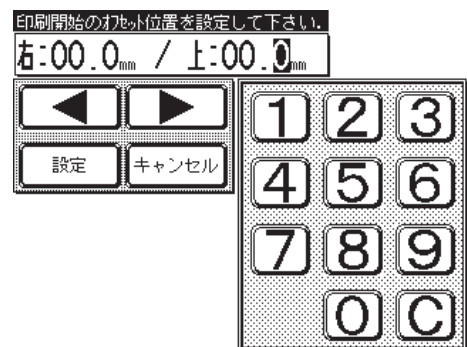 印刷開始のｵﾌｾｯﾄ位置を設定して下さい.
右:00.0mm / 上:00.0mm
◀ ▶
設定 キャンセル
1 2 3
4 5 6
7 8 9
0 C